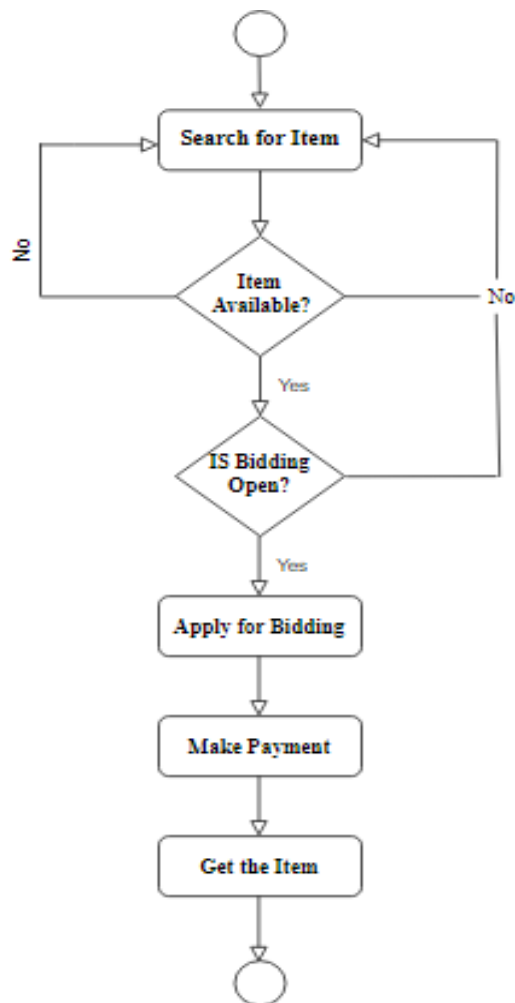 Search for Item
No
Item
Available?
No
Yes
IS Bidding
Open?
Yes
Apply for Bidding
Make Payment
Get the Item